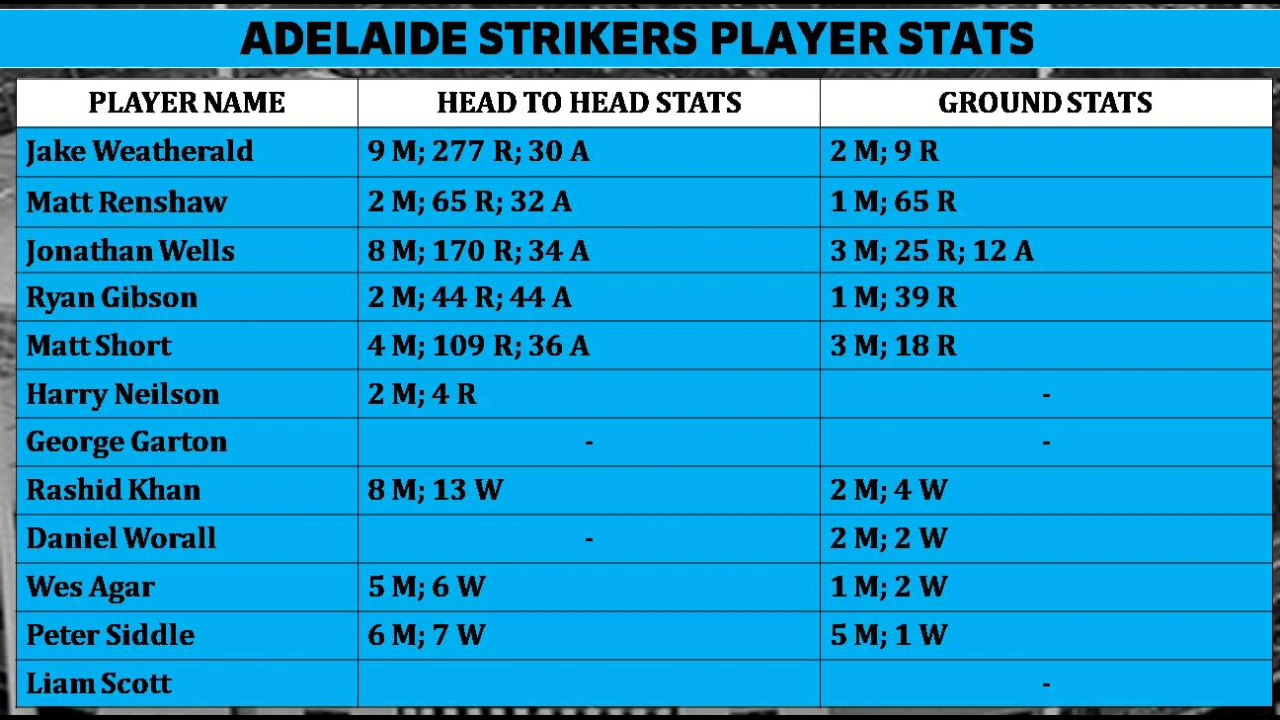 ADELAIDE STRIKERS PLAYER STATS
PLAYER NAME HEAD TO HEAD STATS GROUND STATS
Jake Weatherald 9 M; 277 R; 30 A 2 M; 9 R
Matt Renshaw 2 M; 65 R; 32 A 1 M; 65 R
Jonathan Wells 8 M; 170 R; 34 A 3 M; 25 R; 12 A
Ryan Gibson 2 M; 44 R; 44 A 1 M; 39 R
Matt Short 4 M; 109 R; 36 A 3 M; 18 R
Harry Neilson 2 M; 4 R -
George Garton - -
Rashid Khan 8 M; 13 W 2 M; 4 W
Daniel Worall - 2 M; 2 W
Wes Agar 5 M; 6 W 1 M; 2 W
Peter Siddle 6 M; 7 W 5 M; 1 W
Liam Scott -